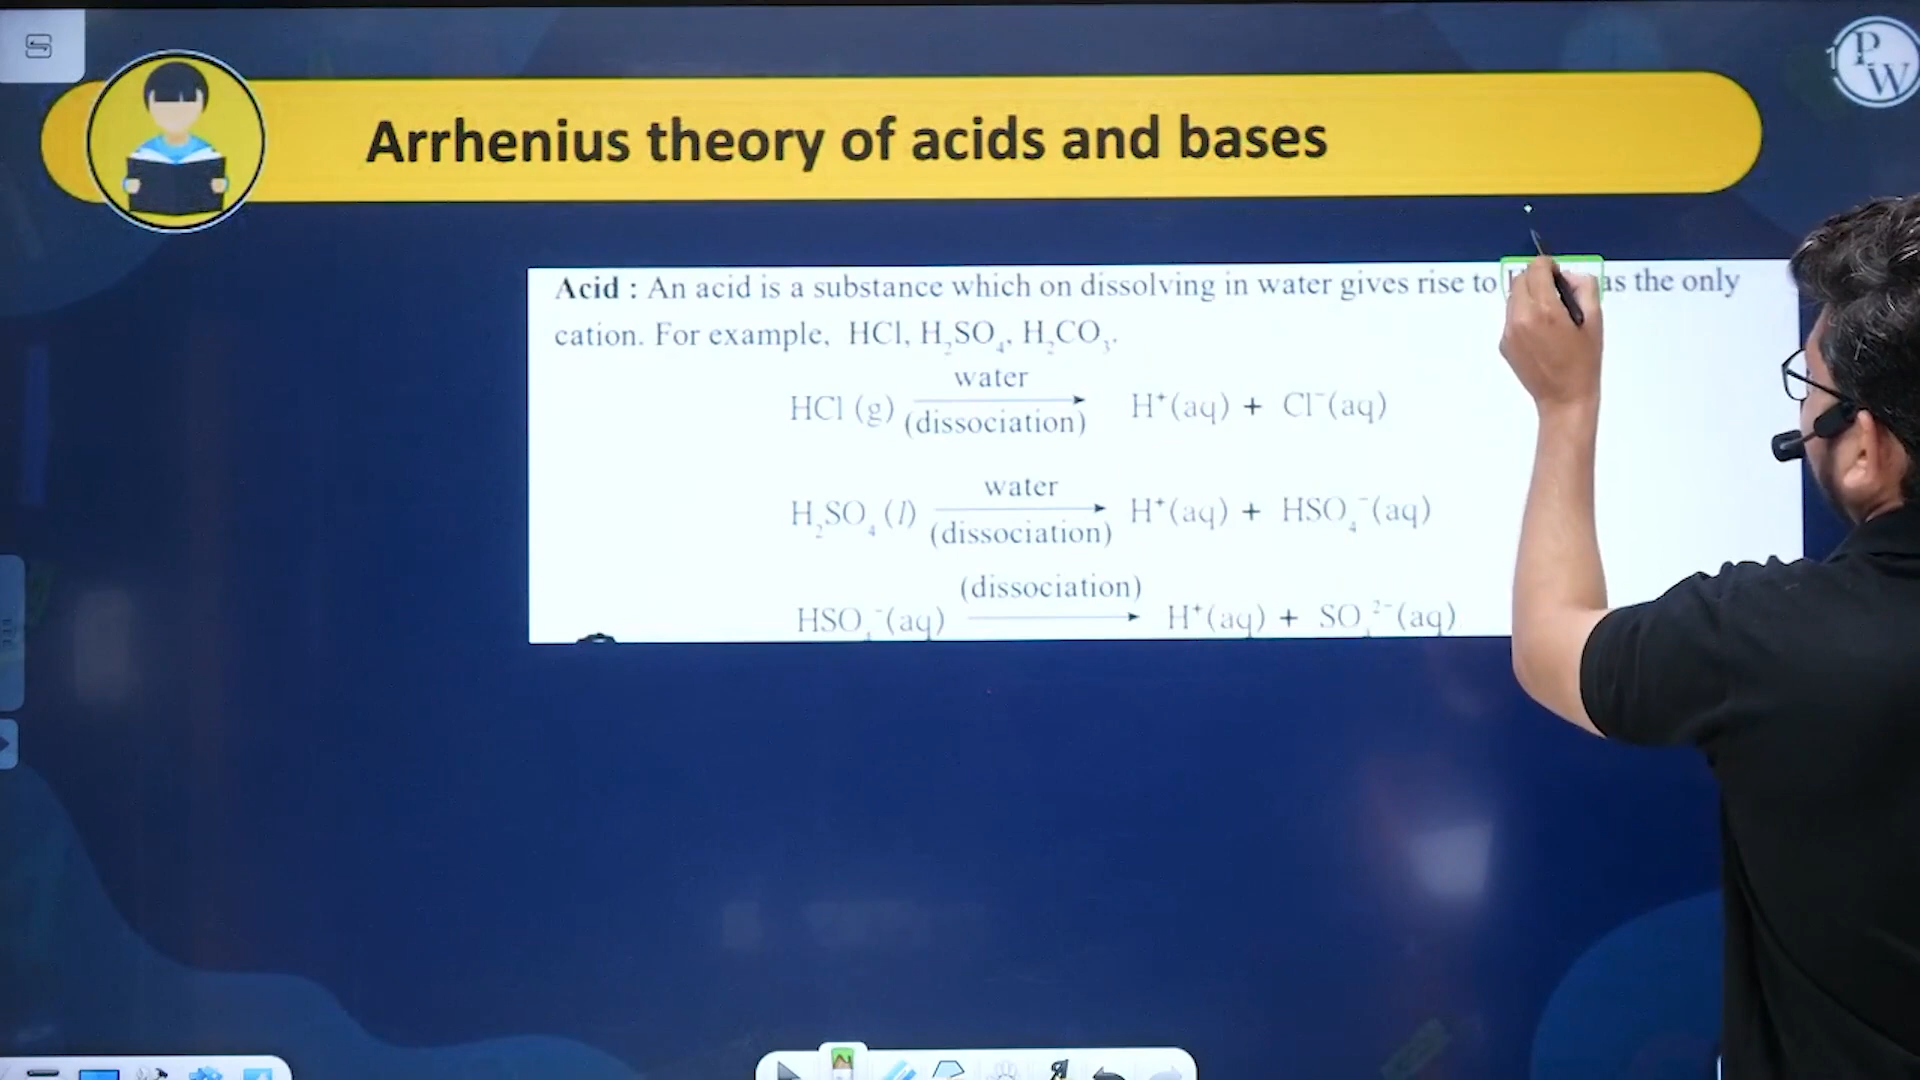 PW
Arrhenius theory of acids and bases
Acid : An acid is a substance which on dissolving in water gives rise to as the only
cation. For example, HCl, H₂SO₄, H₂CO₃.
water
HCl (g) → H⁺(aq) + Cl⁻(aq)
(dissociation)
water
H₂SO₄ (l) → H⁺(aq) + HSO₄⁻(aq)
(dissociation)
(dissociation)
HSO₄⁻(aq) → H⁺(aq) + SO₄²⁻(aq)